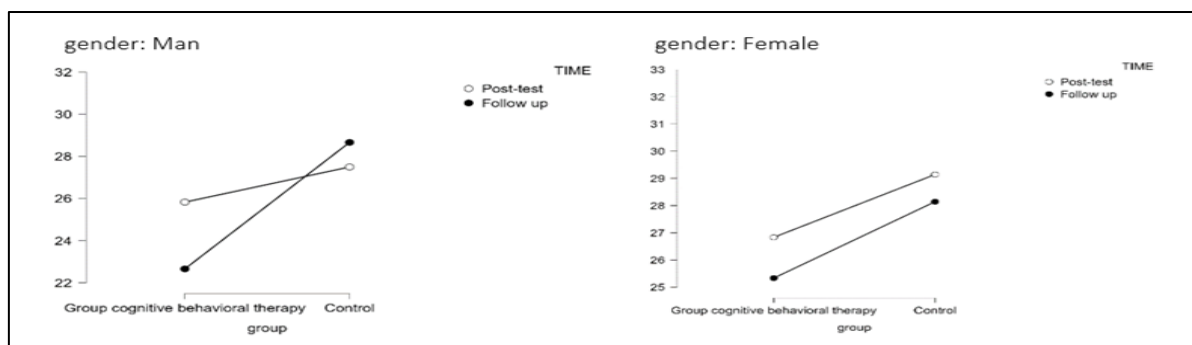 gender: Man
TIME
Post-test
Follow up
32
30
28
26
24
22
Group cognitive behavioral therapy Control
group
gender: Female
TIME
Post-test
Follow up
33
32
31
30
29
28
27
26
25
Group cognitive behavioral therapy Control
group